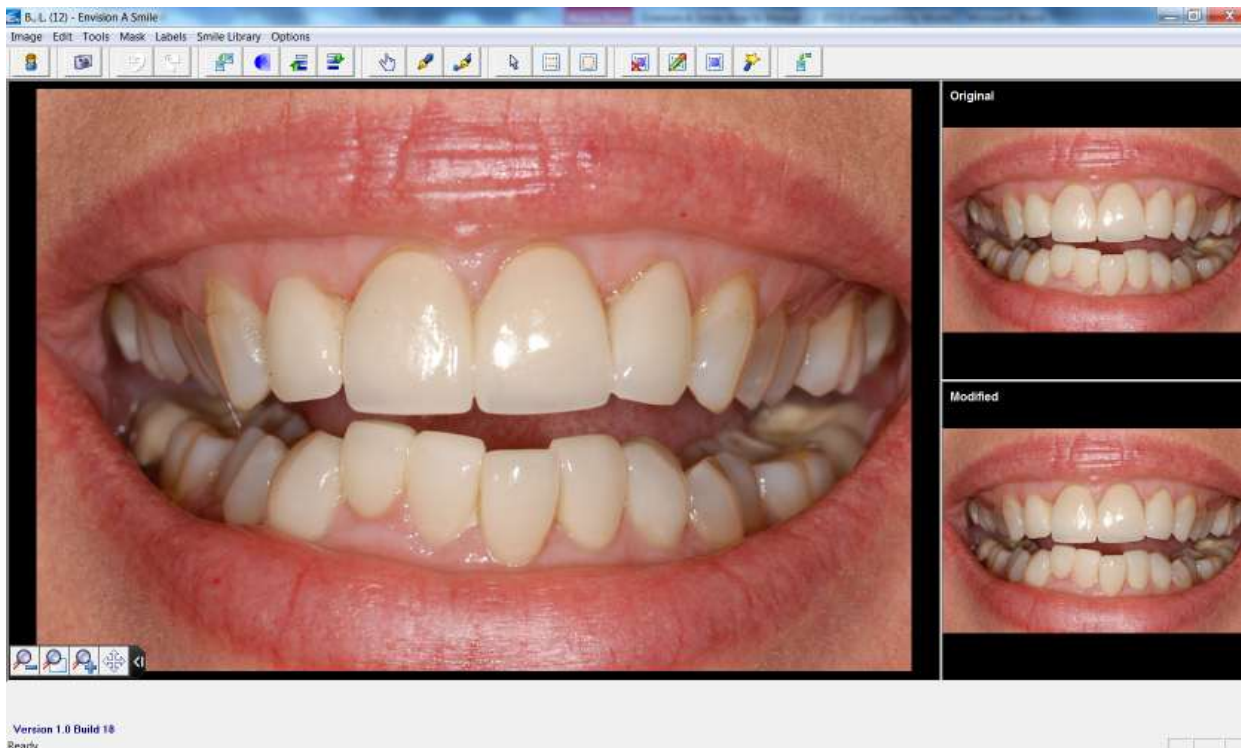 B., L. (12) - Envision A Smile
Image Edit Tools Mask Labels Smile Library Options
Original
Modified
Version 1.0 Build 18
Ready